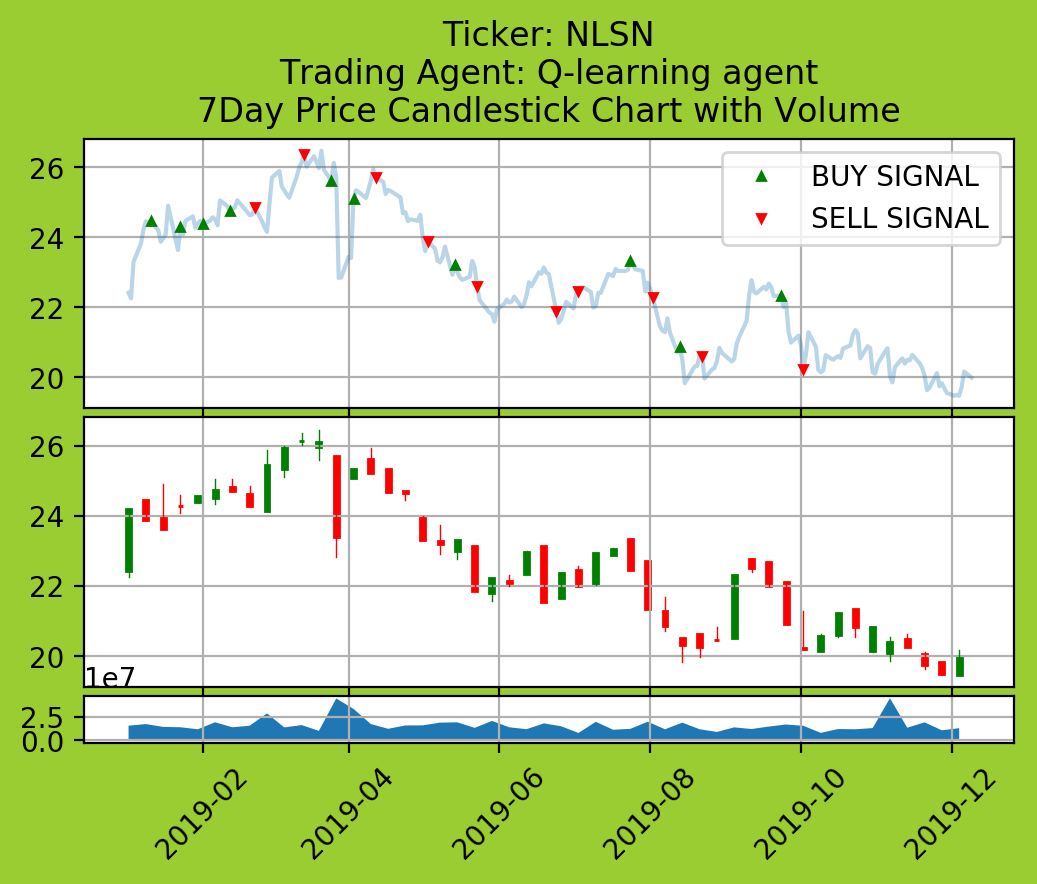 Ticker: NLSN
Trading Agent: Q-learning agent
7Day Price Candlestick Chart with Volume
26
24
22
20
BUY SIGNAL
SELL SIGNAL
26
24
22
20
1e7
2.5
0.0
2019-02
2019-04
2019-06
2019-08
2019-10
2019-12